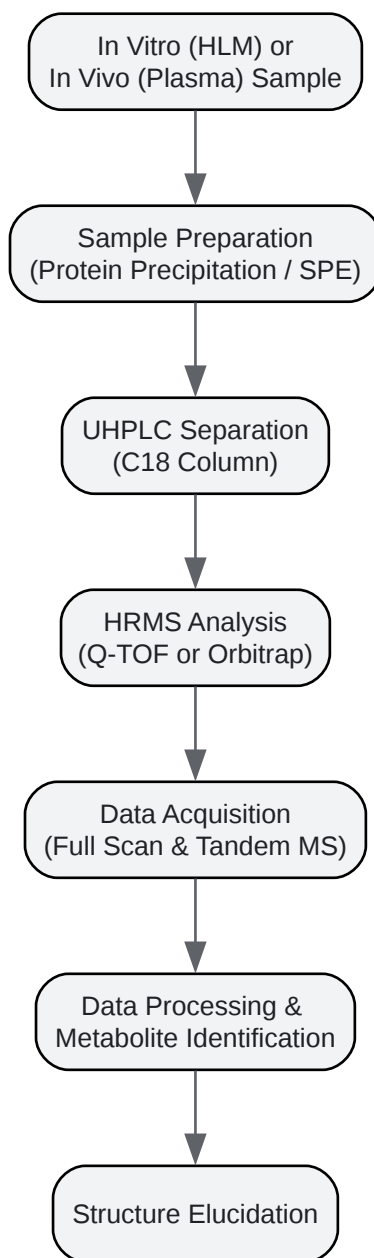 In Vitro (HLM) or
In Vivo (Plasma) Sample
Sample Preparation
(Protein Precipitation / SPE)
UHPLC Separation
(C18 Column)
HRMS Analysis
(Q-TOF or Orbitrap)
Data Acquisition
(Full Scan & Tandem MS)
Data Processing &
Metabolite Identification
Structure Elucidation